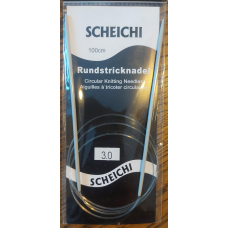 SCHEICHI
100cm
Rundstricknadel
Circular Knitting Needles
Aiguilles à tricoter circulaires
3.0
SCHEICHI